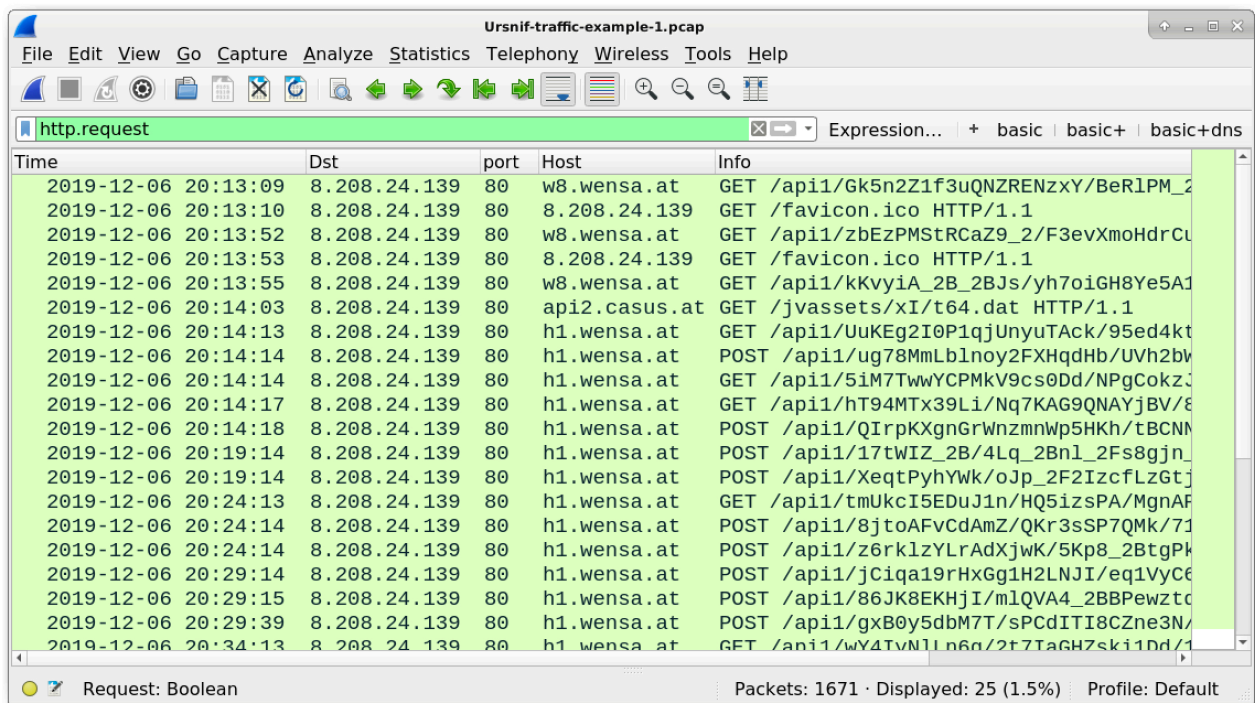 Ursnif-traffic-example-1.pcap
File Edit View Go Capture Analyze Statistics Telephony Wireless Tools Help
http.request Expression... + basic basic+ basic+dns
Time Dst port Host Info
2019-12-06 20:13:09 8.208.24.139 80 w8.wensa.at GET /api1/Gk5n2Z1f3uQNZRENzxY/BeRlPM_2
2019-12-06 20:13:10 8.208.24.139 80 8.208.24.139 GET /favicon.ico HTTP/1.1
2019-12-06 20:13:52 8.208.24.139 80 w8.wensa.at GET /api1/zbEzPMStRCaZ9_2/F3evXmoHdrCu
2019-12-06 20:13:53 8.208.24.139 80 8.208.24.139 GET /favicon.ico HTTP/1.1
2019-12-06 20:13:55 8.208.24.139 80 w8.wensa.at GET /api1/kKvyiA_2B_2BJs/yh7oiGH8Ye5A1
2019-12-06 20:14:03 8.208.24.139 80 api2.casus.at GET /jvassets/xI/t64.dat HTTP/1.1
2019-12-06 20:14:13 8.208.24.139 80 h1.wensa.at GET /api1/UuKEg2I0P1qjUnyuTAck/95ed4kt
2019-12-06 20:14:14 8.208.24.139 80 h1.wensa.at POST /api1/ug78MmLblnoy2FXHqdHb/UVh2bW
2019-12-06 20:14:14 8.208.24.139 80 h1.wensa.at GET /api1/5iM7TwwYCPMkV9cs0Dd/NPgCokzJ
2019-12-06 20:14:17 8.208.24.139 80 h1.wensa.at GET /api1/hT94MTx39Li/Nq7KAG9QNAYjBV/8
2019-12-06 20:14:18 8.208.24.139 80 h1.wensa.at POST /api1/QIrpKXgnGrWnzmnWp5HKh/tBCNN
2019-12-06 20:19:14 8.208.24.139 80 h1.wensa.at POST /api1/17tWIZ_2B/4Lq_2Bnl_2Fs8gjn_
2019-12-06 20:19:14 8.208.24.139 80 h1.wensa.at POST /api1/XeqtPyhYWk/oJp_2F2IzcfLzGtj
2019-12-06 20:24:13 8.208.24.139 80 h1.wensa.at GET /api1/tmUkcI5EDuJ1n/HQ5izsPA/MgnAP
2019-12-06 20:24:14 8.208.24.139 80 h1.wensa.at POST /api1/8jtoAFvCdAmZ/QKr3sSP7QMk/71
2019-12-06 20:24:14 8.208.24.139 80 h1.wensa.at POST /api1/z6rklzYLrAdXjwK/5Kp8_2BtgPk
2019-12-06 20:29:14 8.208.24.139 80 h1.wensa.at POST /api1/jCiqa19rHxGg1H2LNJI/eq1VyC6
2019-12-06 20:29:15 8.208.24.139 80 h1.wensa.at POST /api1/86JK8EKHjI/mlQVA4_2BBPewztd
2019-12-06 20:29:39 8.208.24.139 80 h1.wensa.at POST /api1/gxB0y5dbM7T/sPCdITI8CZne3N/
2019-12-06 20:34:13 8.208.24.139 80 h1.wensa.at GET
Request: Boolean Packets: 1671 · Displayed: 25 (1.5%) Profile: Default